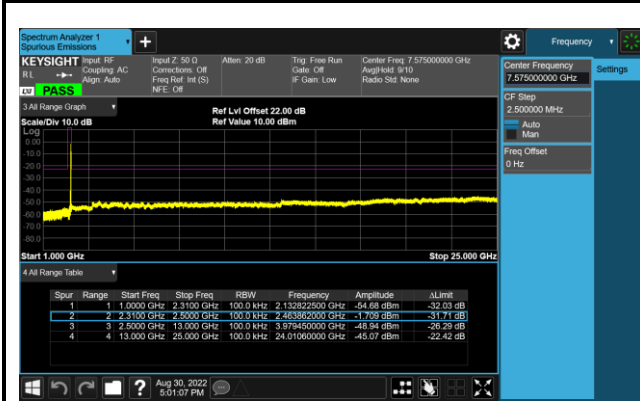 Spectrum Analyzer 1
Spurious Emissions
+
Frequency
KEYSIGHT Input: RF Input Z: 50 Ω Atten: 20 dB Trig: Free Run Center Freq: 7.575000000 GHz
RL Coupling: AC Corrections: Off Gate: Off Avg|Hold: 9/10
Align: Auto Freq Ref: Int (S) IF Gain: Low Radio Std: None
NFE: Off
LXI PASS
Center Frequency
7.575000000 GHz
Settings
CF Step
2.500000 MHz
Auto
Man
Freq Offset
0 Hz
3 All Range Graph
Ref Lvl Offset 22.00 dB
Scale/Div 10.0 dB Ref Value 10.00 dBm
Log
0.00
-10.0
-20.0
-30.0
-40.0
-50.0
-60.0
-70.0
-80.0
Start 1.000 GHz Stop 25.000 GHz
4 All Range Table
Spur Range Start Freq Stop Freq RBW Frequency Amplitude ΔLimit
1 1 1.0000 GHz 2.3100 GHz 100.0 kHz 2.132822500 GHz -54.68 dBm -32.03 dB
2 2 2.3100 GHz 2.5000 GHz 100.0 kHz 2.463862000 GHz -1.709 dBm -31.71 dB
3 3 2.5000 GHz 13.000 GHz 100.0 kHz 3.979450000 GHz -48.94 dBm -26.29 dB
4 4 13.000 GHz 25.000 GHz 100.0 kHz 24.01060000 GHz -45.07 dBm -22.42 dB
? Aug 30, 2022
5:01:07 PM